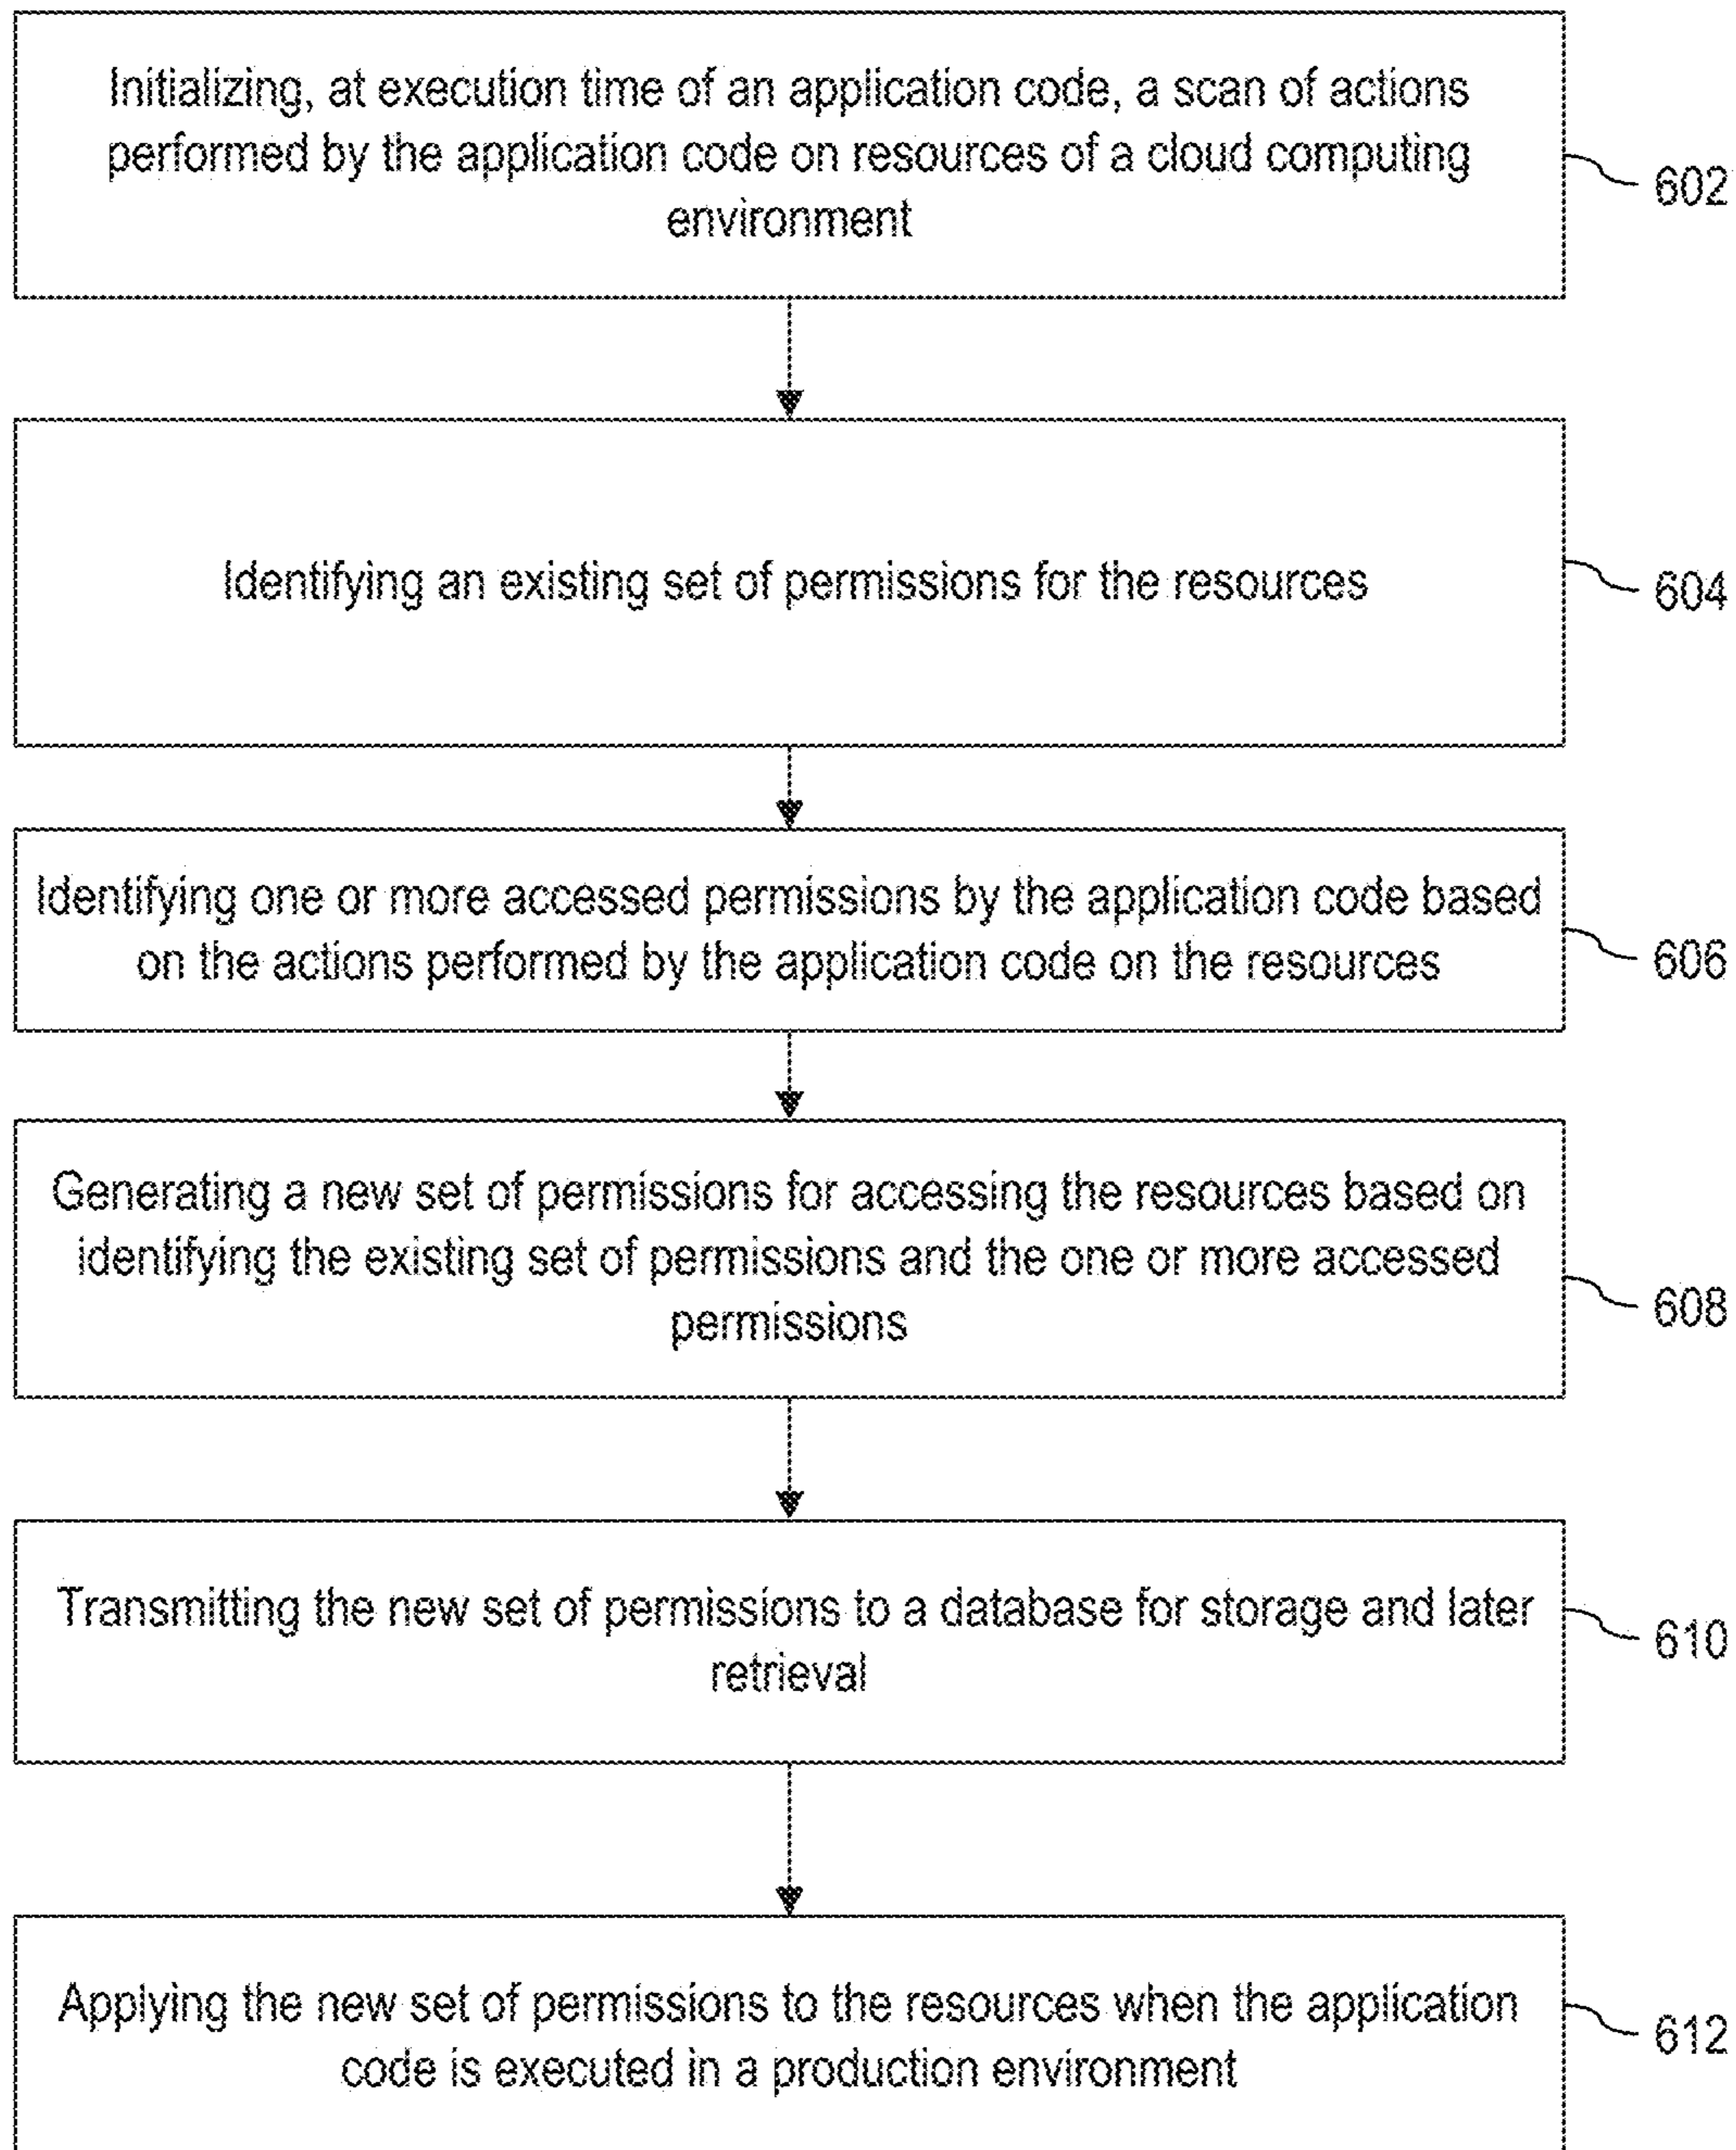 Initializing, at execution time of an application code, a scan of actions
performed by the application code on resources of a cloud computing
environment
602
Identifying an existing set of permissions for the resources
604
Identifying one or more accessed permissions by the application code based
on the actions performed by the application code on the resources
606
Generating a new set of permissions for accessing the resources based on
identifying the existing set of permissions and the one or more accessed
permissions
608
Transmitting the new set of permissions to a database for storage and later
retrieval
610
Applying the new set of permissions to the resources when the application
code is executed in a production environment
612